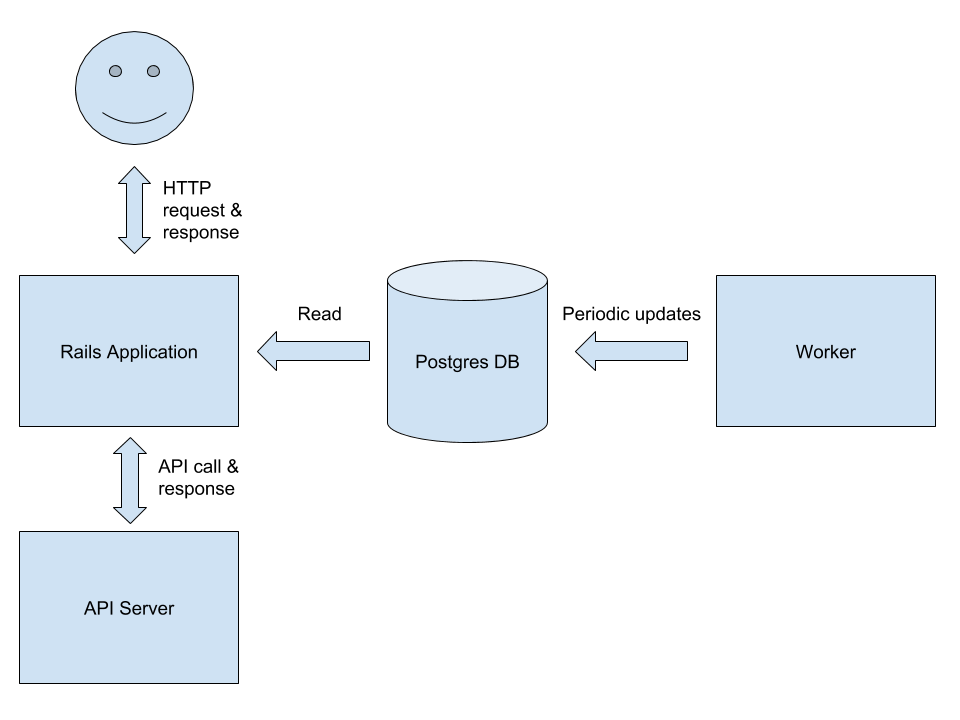 HTTP
request &
response
Rails Application
Read
Postgres DB
Periodic updates
Worker
API call &
response
API Server